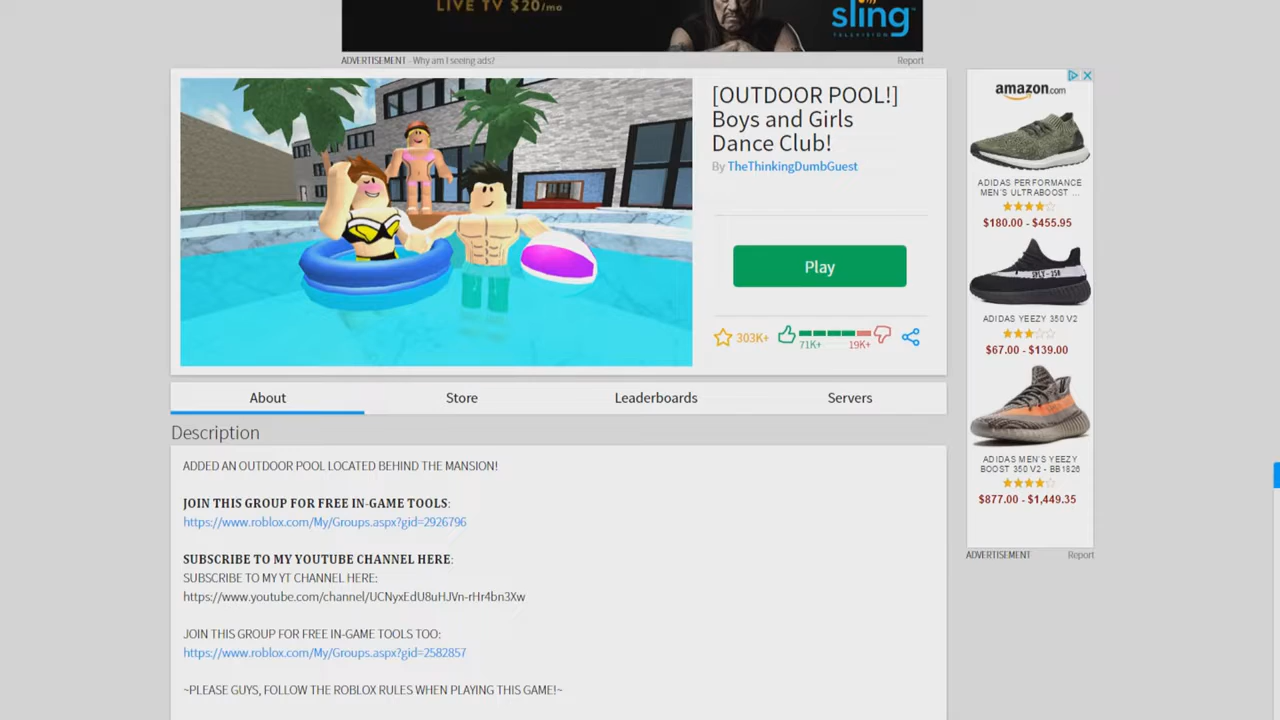 LIVE TV $20/mo
sling
TELEVISION
ADVERTISEMENT - Why am I seeing ads?
Report
[OUTDOOR POOL!]
Boys and Girls
Dance Club!
By TheThinkingDumbGuest
Play
303K+
71K+
19K+
About
Store
Leaderboards
Servers
Description
ADDED AN OUTDOOR POOL LOCATED BEHIND THE MANSION!
JOIN THIS GROUP FOR FREE IN-GAME TOOLS:
https://www.roblox.com/My/Groups.aspx?gid=2926796
SUBSCRIBE TO MY YOUTUBE CHANNEL HERE:
SUBSCRIBE TO MY YT CHANNEL HERE:
https://www.youtube.com/channel/UCNyxEdU8uHJVn-rHr4bn3Xw
JOIN THIS GROUP FOR FREE IN-GAME TOOLS TOO:
https://www.roblox.com/My/Groups.aspx?gid=2582857
~PLEASE GUYS, FOLLOW THE ROBLOX RULES WHEN PLAYING THIS GAME!~
amazon.com
ADIDAS PERFORMANCE
MEN'S ULTRABOOST ...
$180.00 - $455.95
ADIDAS YEEZY 350 V2
$67.00 - $139.00
ADIDAS MEN'S YEEZY
BOOST 350 V2 - BB1826
$877.00 - $1,449.35
ADVERTISEMENT
Report